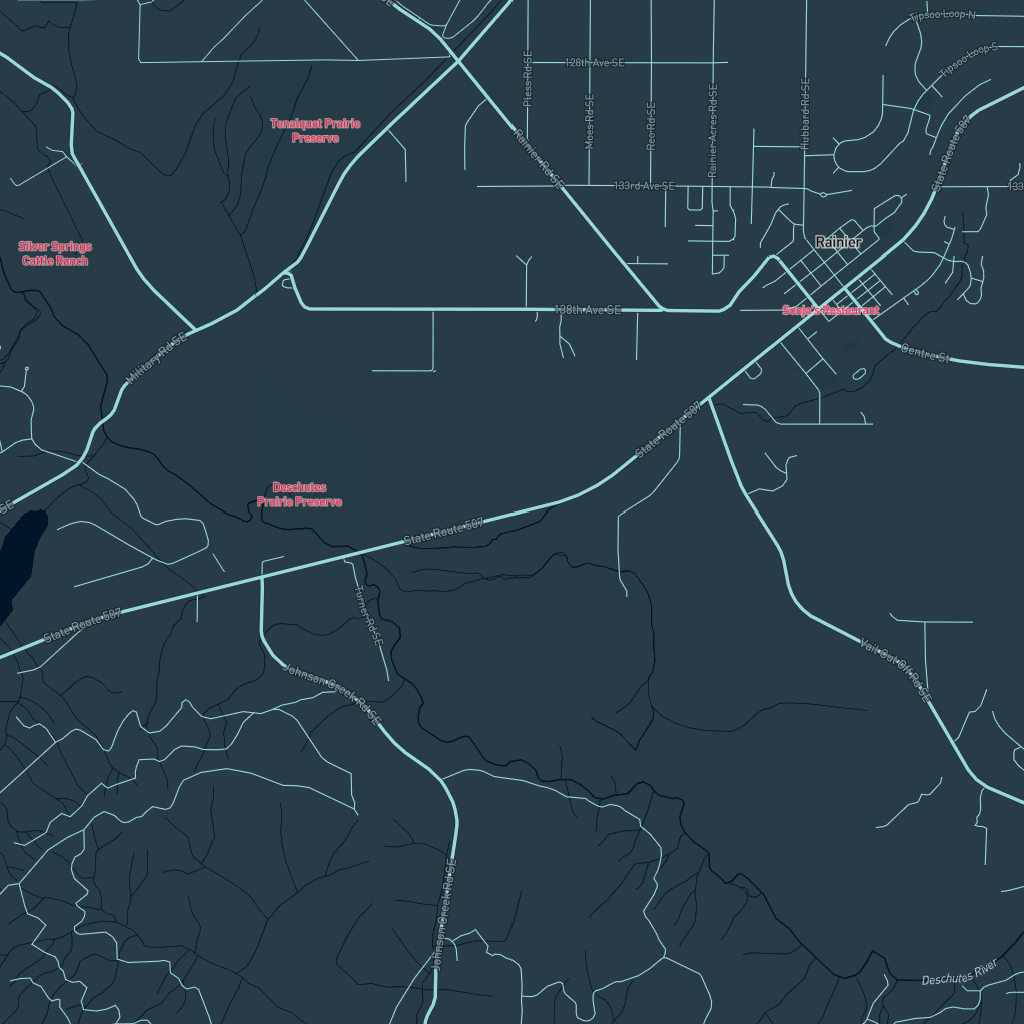 Tipsoo Loop N
Tipsoo Loop S
128th Ave SE
Pless Rd SE
Moes Rd SE
Reo Rd SE
Rainier Acres Rd SE
Hubbard Rd SE
Tenalquot Prairie
Preserve
Rainier Rd SE
State Route 507
133rd Ave SE
133
Silver Springs
Cattle Ranch
Rainier
138th Ave SE
Sonja's Restaurant
Military Rd SE
Centre St
State Route 507
Deschutes
Prairie Preserve
SE
State Route 507
Turner Rd SE
State Route 507
Johnson Creek Rd SE
Vail Cut Off Rd SE
Johnson Creek Rd SE
Deschutes River